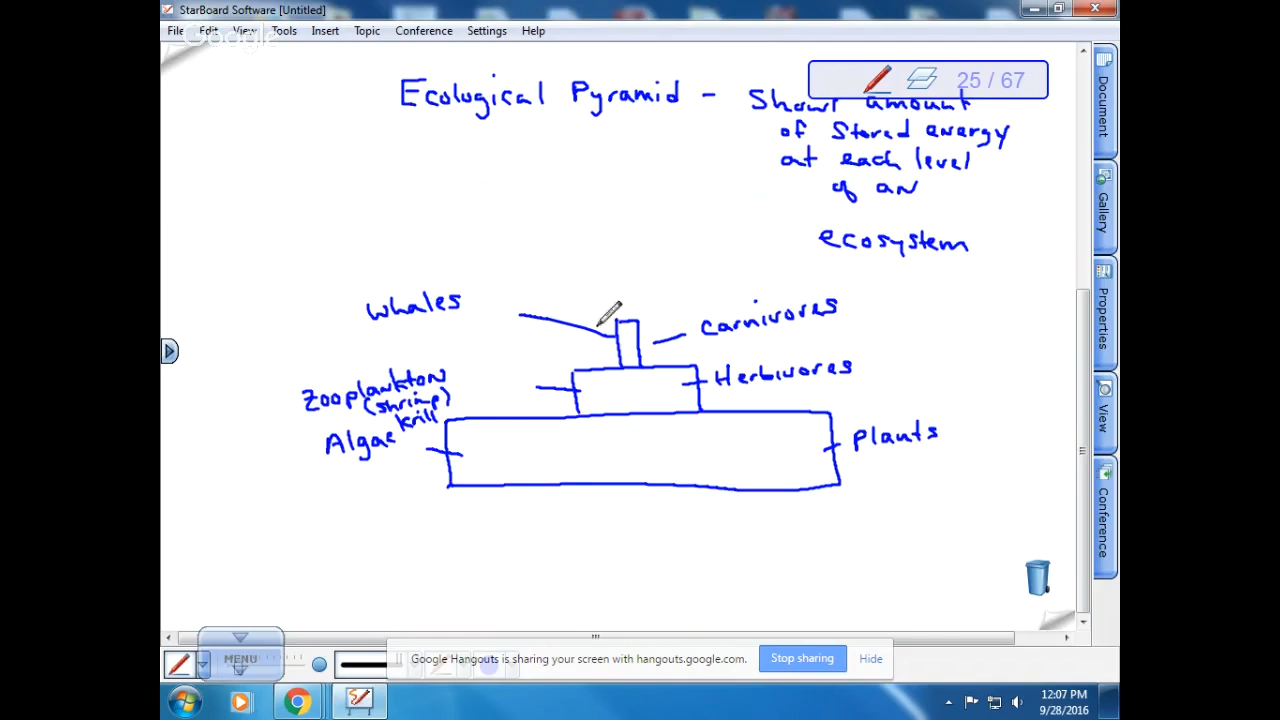 StarBoard Software [Untitled]
File Edit View Tools Insert Topic Conference Settings Help
Google
25 / 67
Ecological Pyramid - Shows amount
of Stored energy
at each level
of an
ecosystem
whales
carnivores
Zooplankton
(shrimp)
krill
Herbivores
Algae
plants
Document
Gallery
Properties
View
Conference
MENU
Google Hangouts is sharing your screen with hangouts.google.com.
Stop sharing
Hide
12:07 PM
9/28/2016